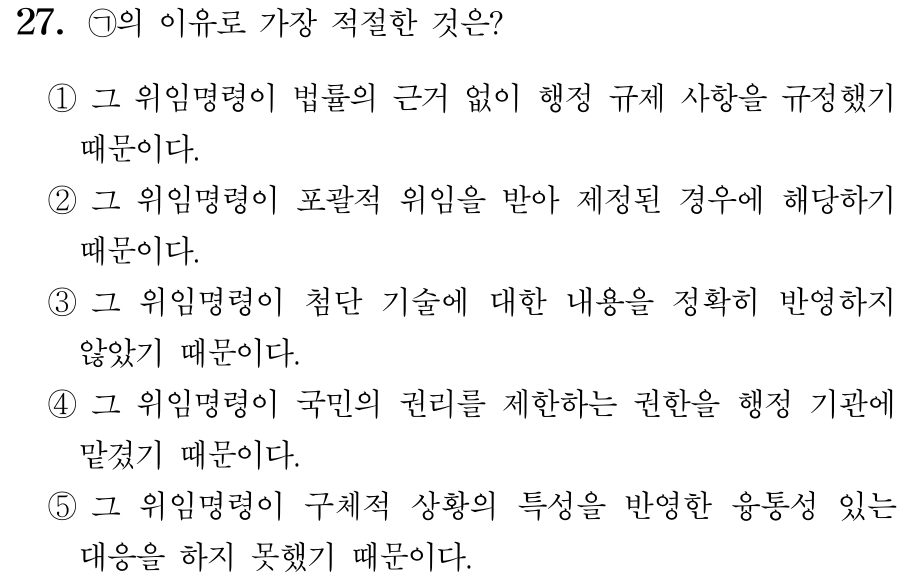 27. ㉠의 이유로 가장 적절한 것은?
① 그 위임명령이 법률의 근거 없이 행정 규제 사항을 규정했기
때문이다.
② 그 위임명령이 포괄적 위임을 받아 제정된 경우에 해당하기
때문이다.
③ 그 위임명령이 첨단 기술에 대한 내용을 정확히 반영하지
않았기 때문이다.
④ 그 위임명령이 국민의 권리를 제한하는 권한을 행정 기관에
맡겼기 때문이다.
⑤ 그 위임명령이 구체적 상황의 특성을 반영한 융통성 있는
대응을 하지 못했기 때문이다.